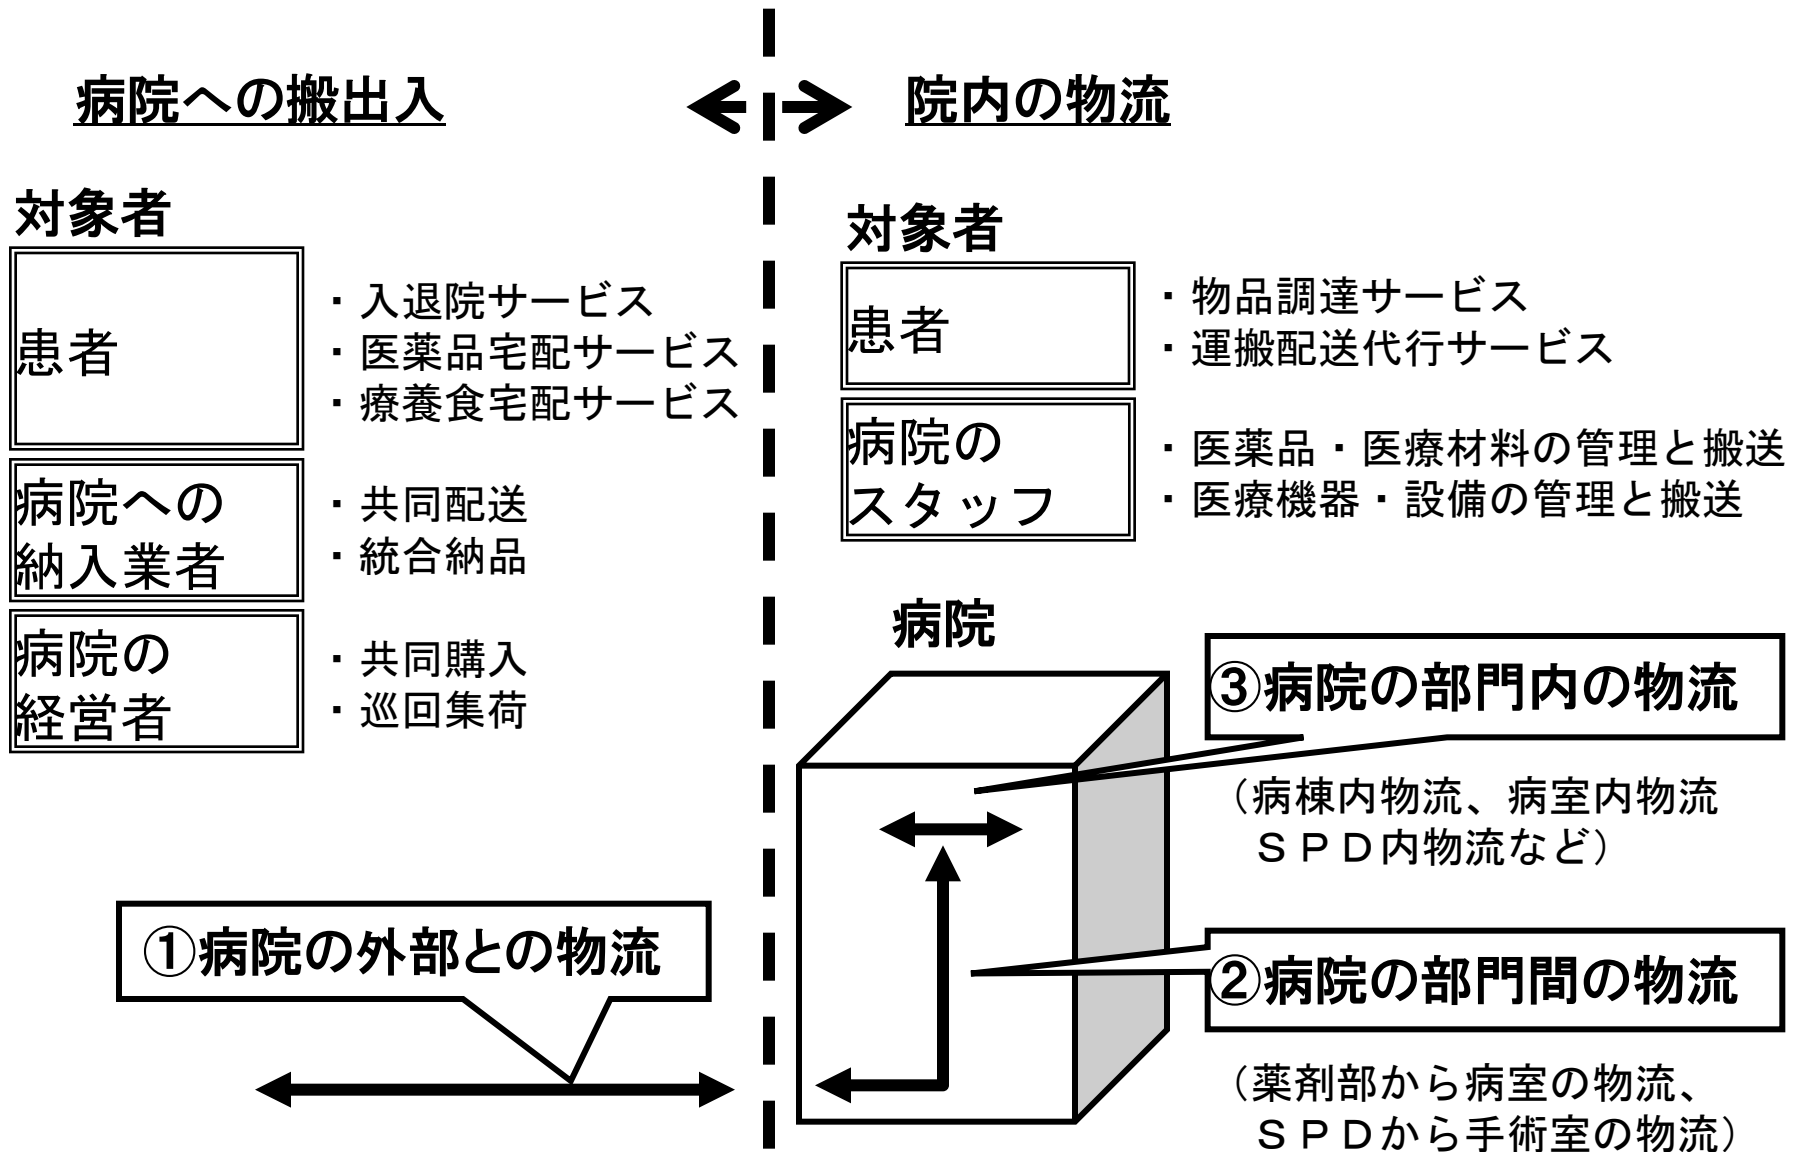 病院への搬出入
対象者
患者
・入退院サービス
・医薬品宅配サービス
・療養食宅配サービス
病院への
納入業者
・共同配送
・統合納品
病院の
経営者
・共同購入
・巡回集荷
①病院の外部との物流
院内の物流
対象者
患者
・物品調達サービス
・運搬配送代行サービス
病院の
スタッフ
・医薬品・医療材料の管理と搬送
・医療機器・設備の管理と搬送
病院
③病院の部門内の物流
（病棟内物流、病室内物流
ＳＰＤ内物流など）
②病院の部門間の物流
（薬剤部から病室の物流、
ＳＰＤから手術室の物流）